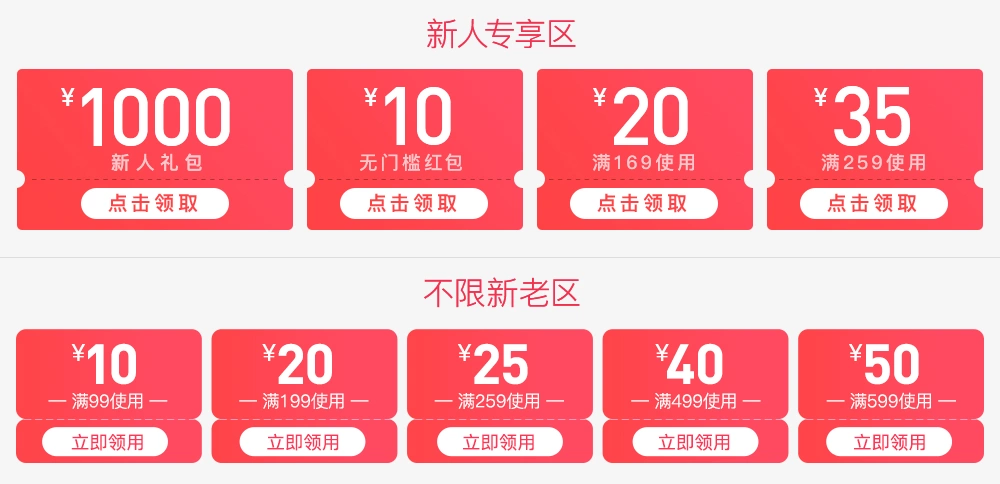 新人专享区
¥1000
新人礼包
点击领取
¥10
无门槛红包
点击领取
¥20
满169使用
点击领取
¥35
满259使用
点击领取
不限新老区
¥10
满99使用
立即领用
¥20
满199使用
立即领用
¥25
满259使用
立即领用
¥40
满499使用
立即领用
¥50
满599使用
立即领用